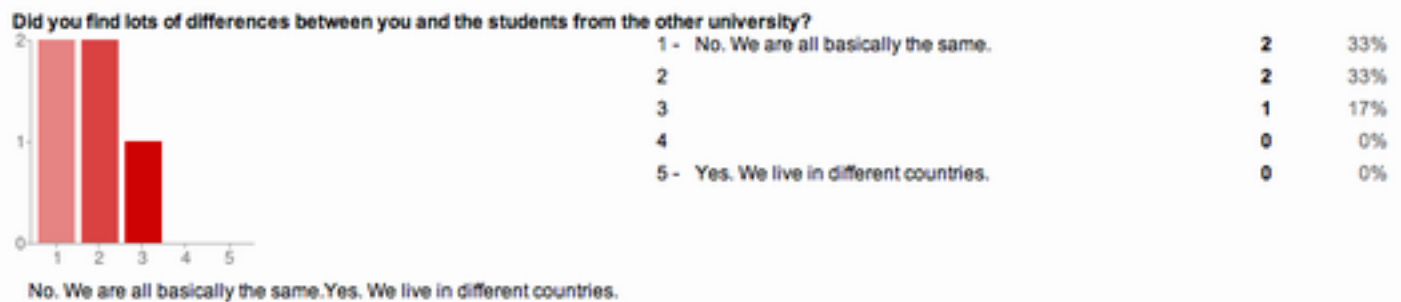 Did you find lots of differences between you and the students from the other university?
2
1
0
1 2 3 4 5
No. We are all basically the same.Yes. We live in different countries.
1 - No. We are all basically the same. 2 33%
2 2 33%
3 1 17%
4 0 0%
5 - Yes. We live in different countries. 0 0%